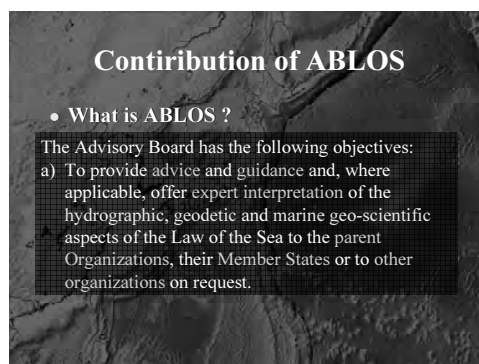 Contiribution of ABLOS
• What is ABLOS ?
The Advisory Board has the following objectives:
a) To provide advice and guidance and, where
applicable, offer expert interpretation of the
hydrographic, geodetic and marine geo-scientific
aspects of the Law of the Sea to the parent
Organizations, their Member States or to other
organizations on request.